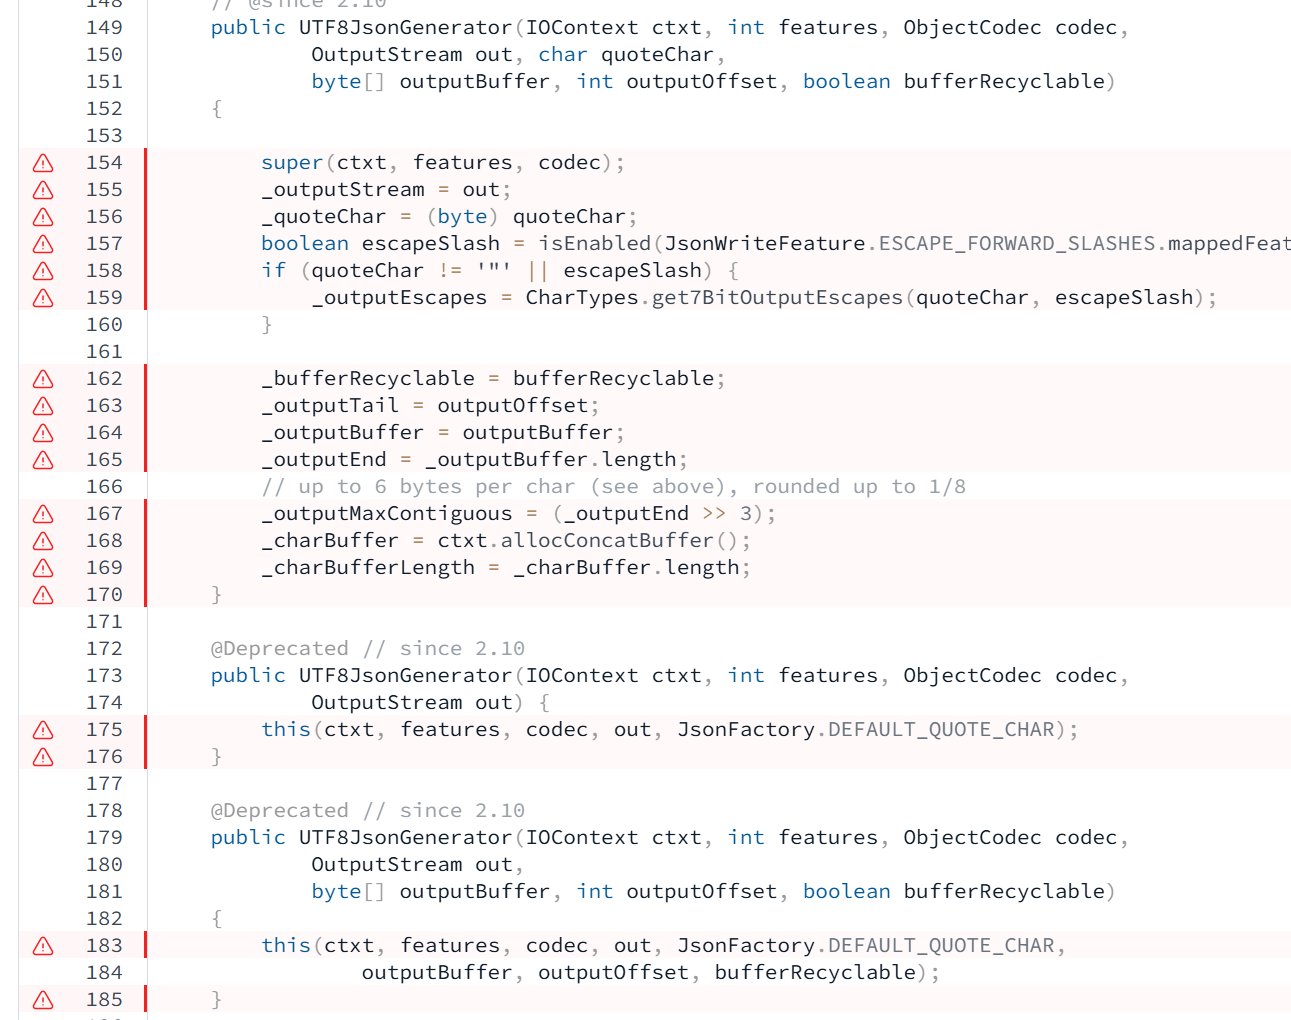 148 // @since 2.10
149 public UTF8JsonGenerator(IOContext ctxt, int features, ObjectCodec codec,
150 OutputStream out, char quoteChar,
151 byte[] outputBuffer, int outputOffset, boolean bufferRecyclable)
152 {
153
154 super(ctxt, features, codec);
155 _outputStream = out;
156 _quoteChar = (byte) quoteChar;
157 boolean escapeSlash = isEnabled(JsonWriteFeature.ESCAPE_FORWARD_SLASHES.mappedFeat
158 if (quoteChar != '"' || escapeSlash) {
159 _outputEscapes = CharTypes.get7BitOutputEscapes(quoteChar, escapeSlash);
160 }
161
162 _bufferRecyclable = bufferRecyclable;
163 _outputTail = outputOffset;
164 _outputBuffer = outputBuffer;
165 _outputEnd = _outputBuffer.length;
166 // up to 6 bytes per char (see above), rounded up to 1/8
167 _outputMaxContiguous = (_outputEnd >> 3);
168 _charBuffer = ctxt.allocConcatBuffer();
169 _charBufferLength = _charBuffer.length;
170 }
171
172 @Deprecated // since 2.10
173 public UTF8JsonGenerator(IOContext ctxt, int features, ObjectCodec codec,
174 OutputStream out) {
175 this(ctxt, features, codec, out, JsonFactory.DEFAULT_QUOTE_CHAR);
176 }
177
178 @Deprecated // since 2.10
179 public UTF8JsonGenerator(IOContext ctxt, int features, ObjectCodec codec,
180 OutputStream out,
181 byte[] outputBuffer, int outputOffset, boolean bufferRecyclable)
182 {
183 this(ctxt, features, codec, out, JsonFactory.DEFAULT_QUOTE_CHAR,
184 outputBuffer, outputOffset, bufferRecyclable);
185 }